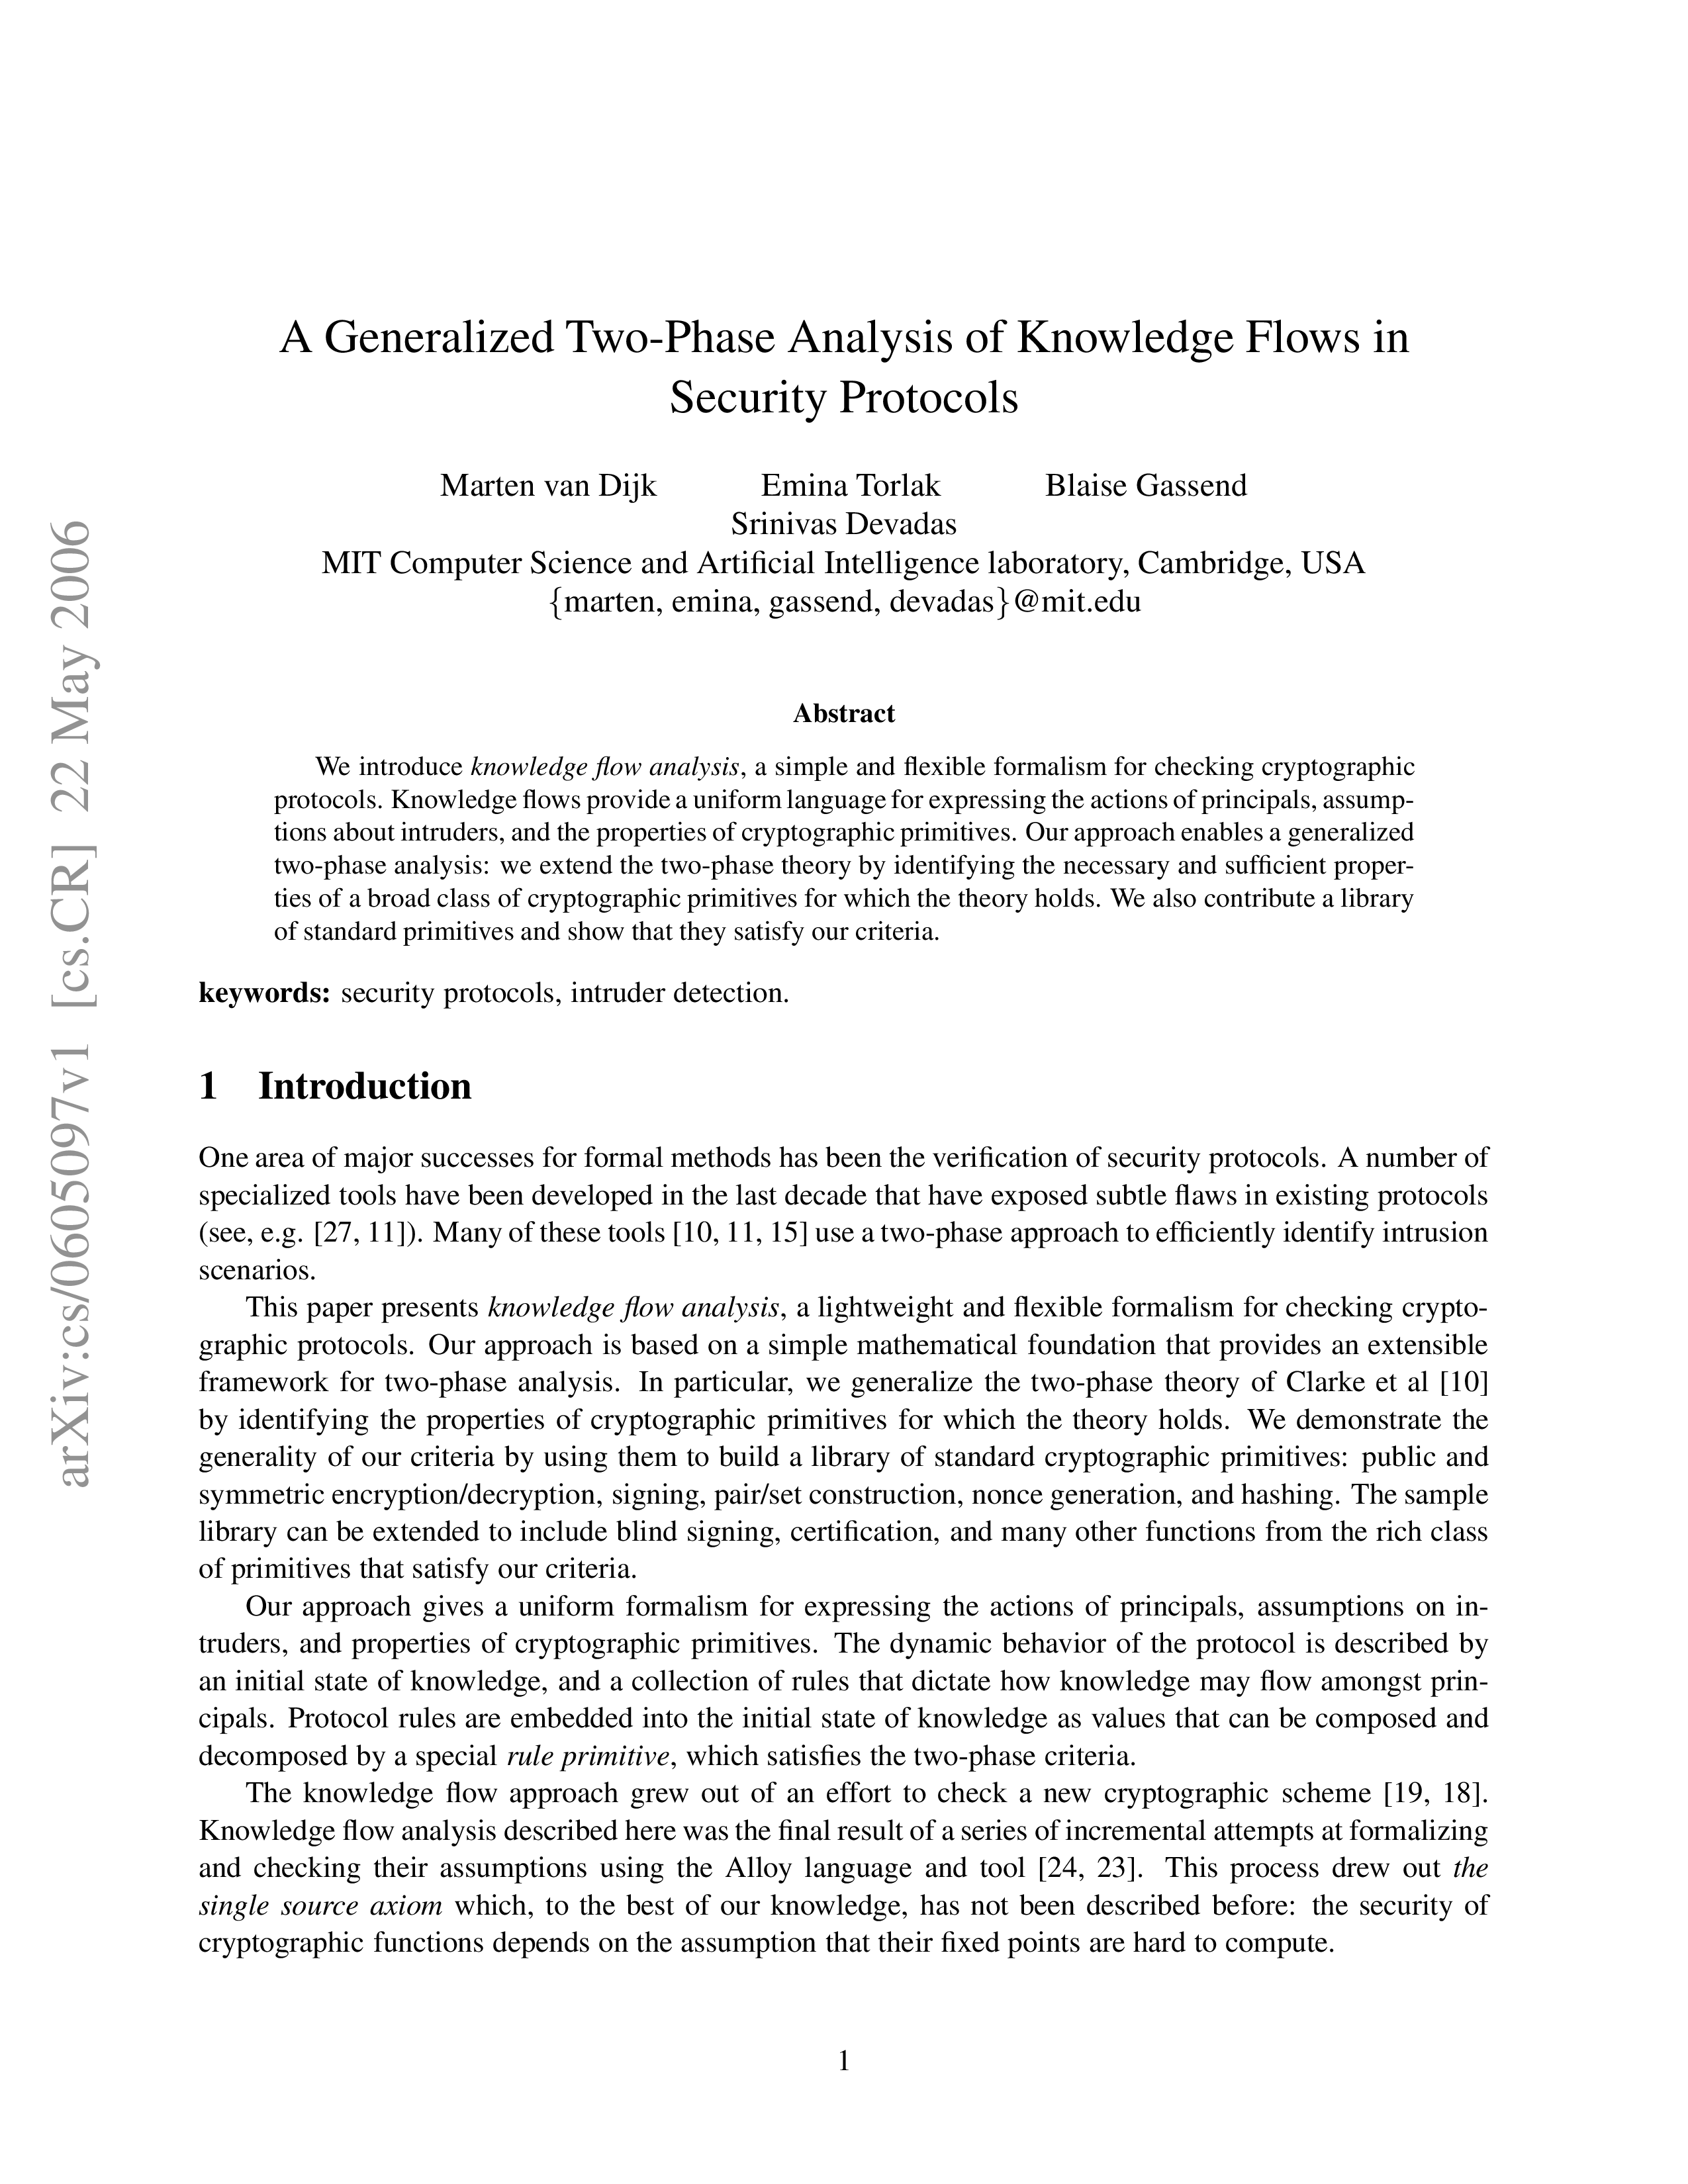 A Generalized Two-Phase Analysis of Knowledge Flows in
Security Protocols
Marten van Dijk Emina Torlak Blaise Gassend
Srinivas Devadas
MIT Computer Science and Artificial Intelligence laboratory, Cambridge, USA
{marten, emina, gassend, devadas}@mit.edu
Abstract
We introduce knowledge flow analysis, a simple and flexible formalism for checking cryptographic
protocols. Knowledge flows provide a uniform language for expressing the actions of principals, assump-
tions about intruders, and the properties of cryptographic primitives. Our approach enables a generalized
two-phase analysis: we extend the two-phase theory by identifying the necessary and sufficient proper-
ties of a broad class of cryptographic primitives for which the theory holds. We also contribute a library
of standard primitives and show that they satisfy our criteria.
keywords: security protocols, intruder detection.
1 Introduction
One area of major successes for formal methods has been the verification of security protocols. A number of
specialized tools have been developed in the last decade that have exposed subtle flaws in existing protocols
(see, e.g. [27, 11]). Many of these tools [10, 11, 15] use a two-phase approach to efficiently identify intrusion
scenarios.
This paper presents knowledge flow analysis, a lightweight and flexible formalism for checking crypto-
graphic protocols. Our approach is based on a simple mathematical foundation that provides an extensible
framework for two-phase analysis. In particular, we generalize the two-phase theory of Clarke et al [10]
by identifying the properties of cryptographic primitives for which the theory holds. We demonstrate the
generality of our criteria by using them to build a library of standard cryptographic primitives: public and
symmetric encryption/decryption, signing, pair/set construction, nonce generation, and hashing. The sample
library can be extended to include blind signing, certification, and many other functions from the rich class
of primitives that satisfy our criteria.
Our approach gives a uniform formalism for expressing the actions of principals, assumptions on in-
truders, and properties of cryptographic primitives. The dynamic behavior of the protocol is described by
an initial state of knowledge, and a collection of rules that dictate how knowledge may flow amongst prin-
cipals. Protocol rules are embedded into the initial state of knowledge as values that can be composed and
decomposed by a special rule primitive, which satisfies the two-phase criteria.
The knowledge flow approach grew out of an effort to check a new cryptographic scheme [19, 18].
Knowledge flow analysis described here was the final result of a series of incremental attempts at formalizing
and checking their assumptions using the Alloy language and tool [24, 23]. This process drew out the
single source axiom which, to the best of our knowledge, has not been described before: the security of
cryptographic functions depends on the assumption that their fixed points are hard to compute.
1
arXiv:cs/0605097v1 [cs.CR] 22 May 2006